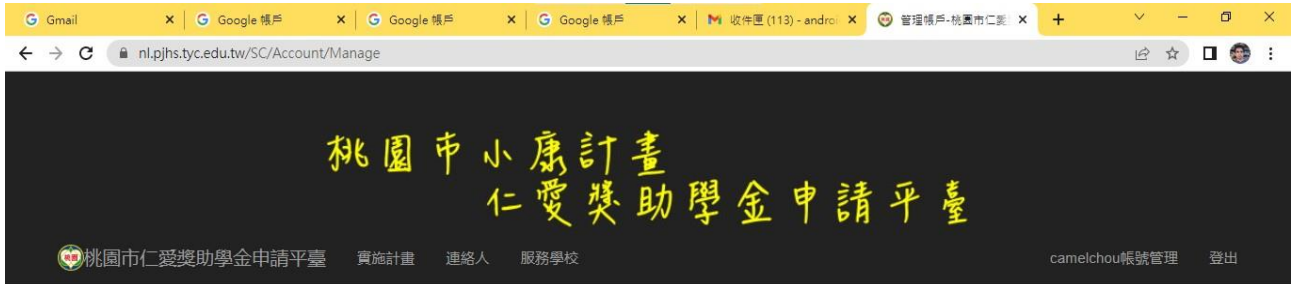 Gmail
Google 帳戶
Google 帳戶
Google 帳戶
收件匣 (113) - androi
管理帳戶-桃園市仁愛
nl.pjhs.tyc.edu.tw/SC/Account/Manage
桃園市小康計畫
仁愛獎助學金申請平臺
桃園市仁愛獎助學金申請平臺 實施計畫 連絡人 服務學校 camelchou帳號管理 登出